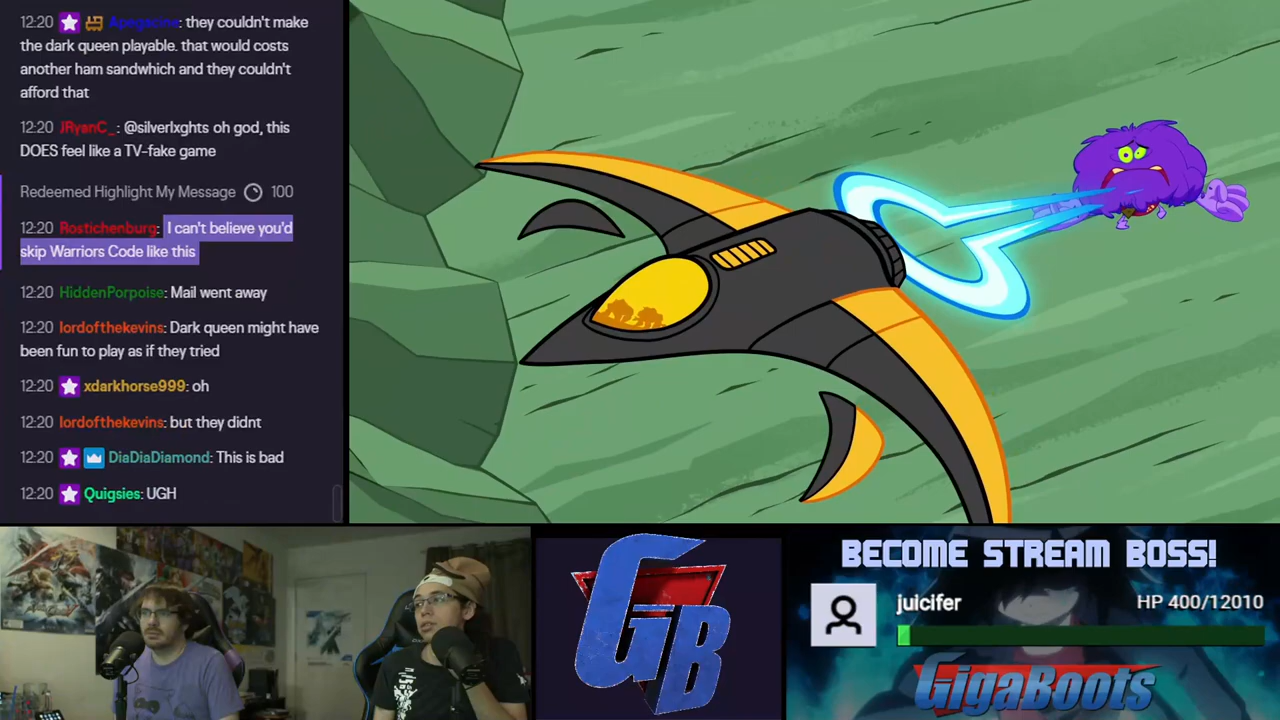 12:20 Apegacine: they couldn't make
the dark queen playable. that would costs
another ham sandwhich and they couldn't
afford that
12:20 JRyanC_: @silverlxghts oh god, this
DOES feel like a TV-fake game
Redeemed Highlight My Message 100
12:20 Rostichenburg: I can't believe you'd
skip Warriors Code like this
12:20 HiddenPorpoise: Mail went away
12:20 lordofthekevins: Dark queen might have
been fun to play as if they tried
12:20 xdarkhorse999: oh
12:20 lordofthekevins: but they didnt
12:20 DiaDiaDiamond: This is bad
12:20 Quigsies: UGH
GB
BECOME STREAM BOSS!
juicifer HP 400/12010
GigaBoots